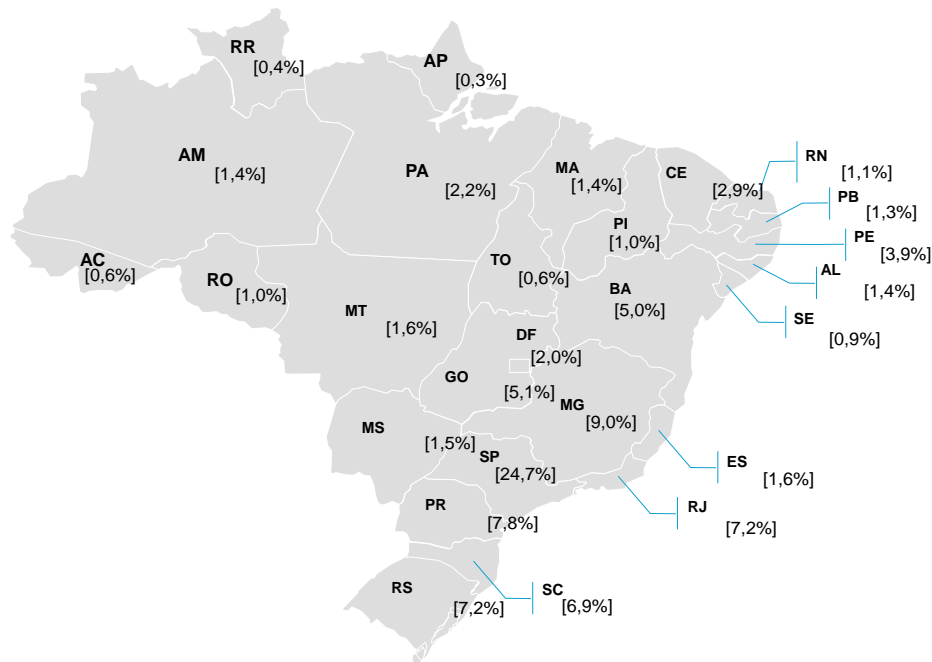 RR
[0,4%]
AP
[0,3%]
AM
[1,4%]
PA
[2,2%]
MA
[1,4%]
CE
[2,9%]
RN
[1,1%]
PB
[1,3%]
PI
[1,0%]
PE
[3,9%]
AC
[0,6%]
RO
[1,0%]
TO
[0,6%]
AL
[1,4%]
BA
[5,0%]
SE
[0,9%]
MT
[1,6%]
DF
[2,0%]
GO
[5,1%]
MG
[9,0%]
MS
[1,5%]
SP
[24,7%]
ES
[1,6%]
RJ
[7,2%]
PR
[7,8%]
RS
[7,2%]
SC
[6,9%]